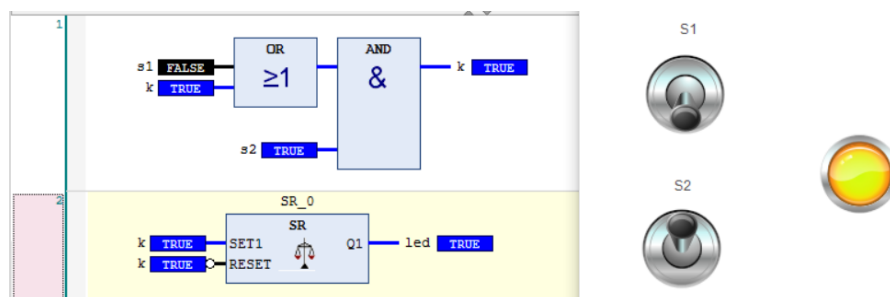 1
OR
AND
s1 FALSE
≥1
&
k TRUE
k TRUE
s2 TRUE
2
SR_0
SR
k TRUE SET1 Q1 led TRUE
k TRUE RESET
S1
S2